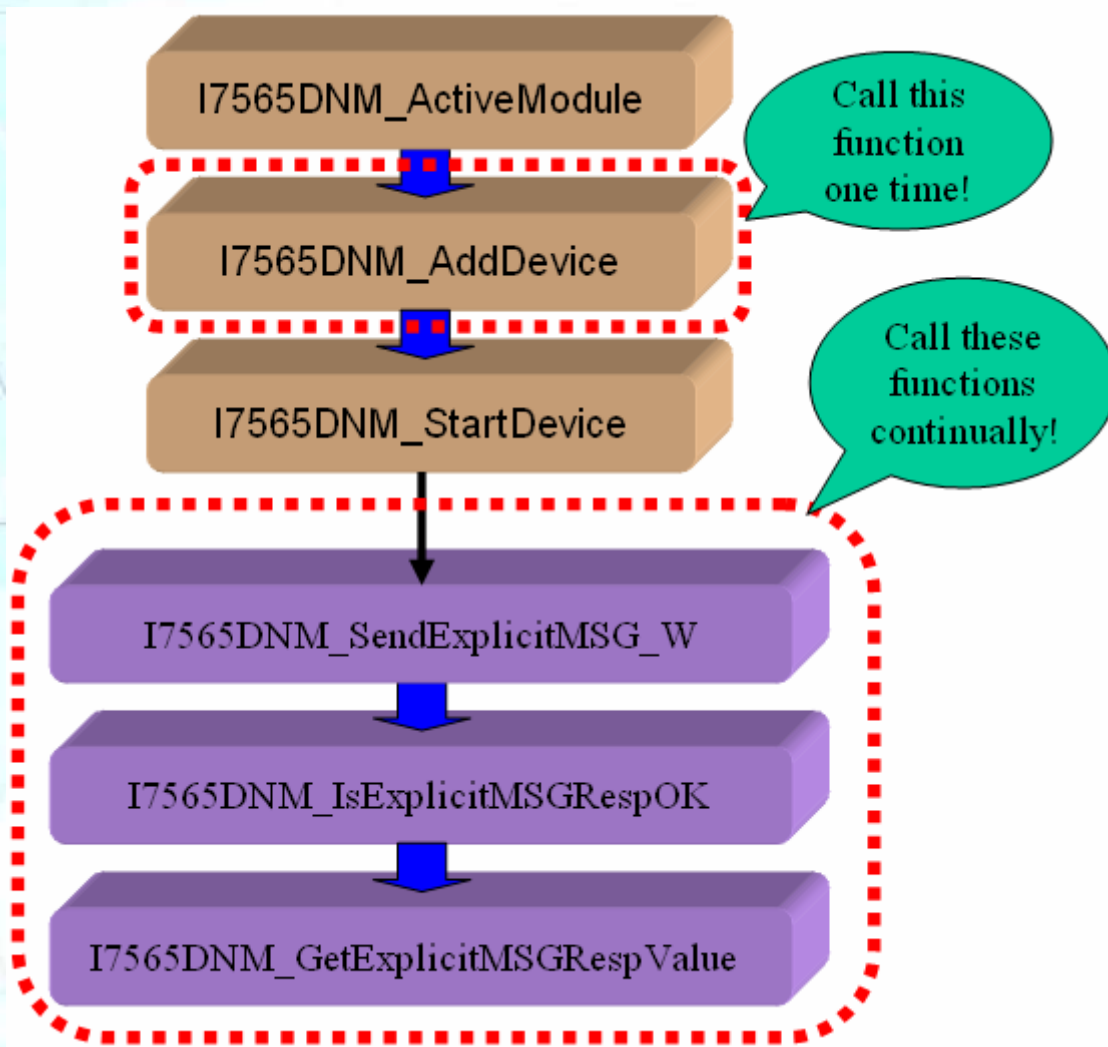 I7565DNM_ActiveModule
Call this
function
one time!
I7565DNM_AddDevice
Call these
functions
continually!
I7565DNM_StartDevice
I7565DNM_SendExplicitMSG_W
I7565DNM_IsExplicitMSGRespOK
I7565DNM_GetExplicitMSGRespValue